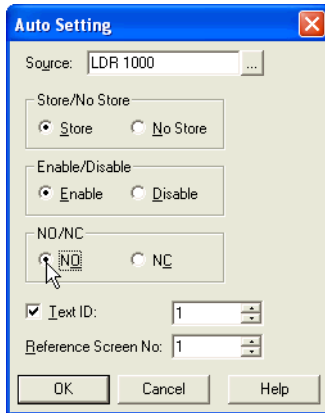 Auto Setting
Source: LDR 1000 ...
Store/No Store
Store No Store
Enable/Disable
Enable Disable
NO/NC
NO NC
Text ID: 1
Reference Screen No: 1
OK Cancel Help